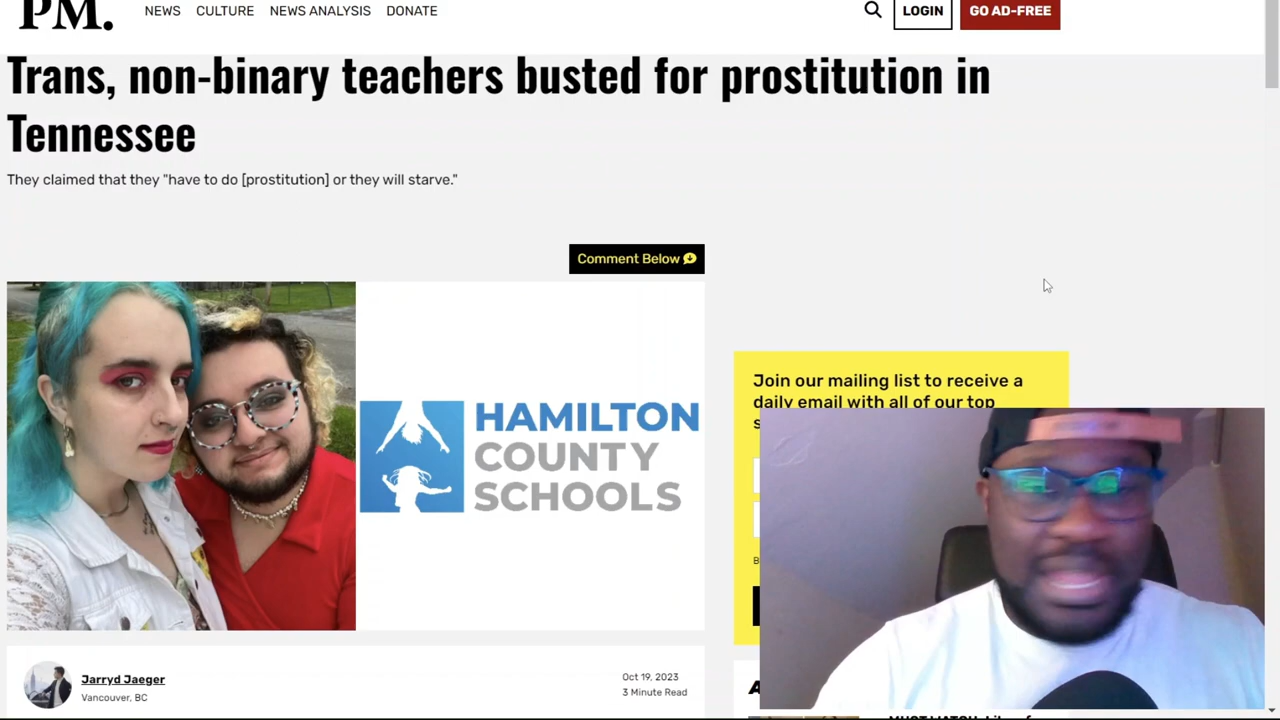 PM.
NEWS CULTURE NEWS ANALYSIS DONATE
LOGIN
GO AD-FREE
Trans, non-binary teachers busted for prostitution in
Tennessee
They claimed that they "have to do [prostitution] or they will starve."
Comment Below
HAMILTON
COUNTY
SCHOOLS
Join our mailing list to receive a
daily email with all of our top
Jarryd Jaeger
Vancouver, BC
Oct 19, 2023
3 Minute Read